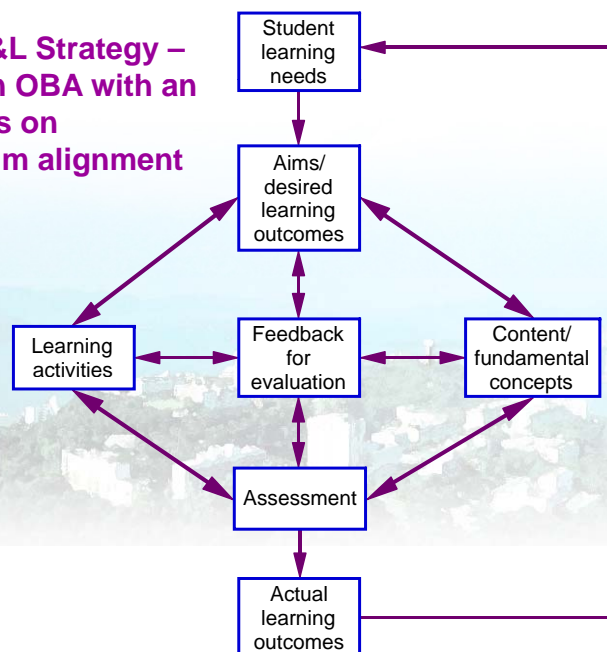 &L Strategy –
n OBA with an
s on
m alignment
Student
learning
needs
Aims/
desired
learning
outcomes
Learning
activities
Feedback
for
evaluation
Content/
fundamental
concepts
Assessment
Actual
learning
outcomes